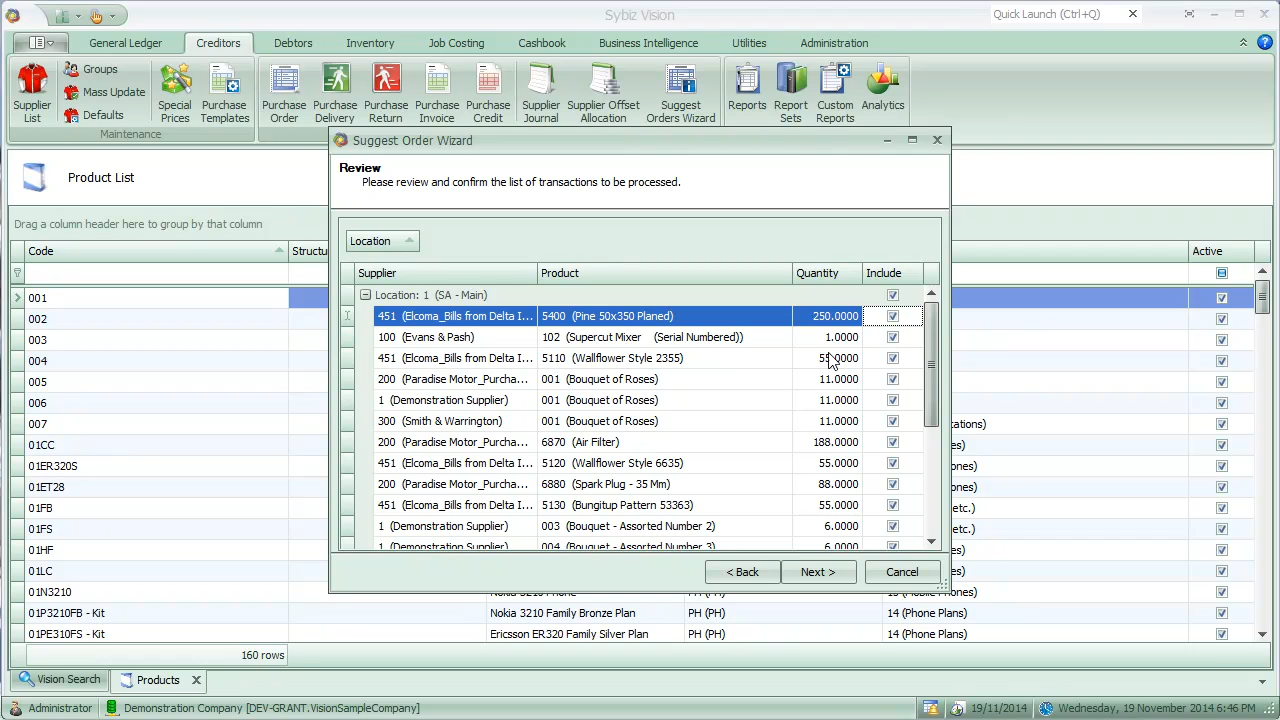 Sybiz Vision
Quick Launch (Ctrl+Q)
General Ledger
Creditors
Debtors
Inventory
Job Costing
Cashbook
Business Intelligence
Utilities
Administration
Supplier List
Groups
Mass Update
Defaults
Special Prices
Purchase Templates
Purchase Order
Purchase Delivery
Purchase Return
Purchase Invoice
Purchase Credit
Supplier Journal
Supplier Offset Allocation
Suggest Orders Wizard
Reports
Report Sets
Custom Reports
Analytics
Maintenance
Suggest Order Wizard
Review
Please review and confirm the list of transactions to be processed.
Product List
Drag a column header here to group by that column
Location
Code
Structu
Active
Supplier Product Quantity Include
Location: 1 (SA - Main)
451 (Elcoma_Bills from Delta I... 5400 (Pine 50x350 Planed) 250.0000
100 (Evans & Pash) 102 (Supercut Mixer (Serial Numbered)) 1.0000
451 (Elcoma_Bills from Delta I... 5110 (Wallflower Style 2355) 55.0000
200 (Paradise Motor_Purcha... 001 (Bouquet of Roses) 11.0000
1 (Demonstration Supplier) 001 (Bouquet of Roses) 11.0000
300 (Smith & Warrington) 001 (Bouquet of Roses) 11.0000
200 (Paradise Motor_Purcha... 6870 (Air Filter) 188.0000
451 (Elcoma_Bills from Delta I... 5120 (Wallflower Style 6635) 55.0000
200 (Paradise Motor_Purcha... 6880 (Spark Plug - 35 Mm) 88.0000
451 (Elcoma_Bills from Delta I... 5130 (Bungitup Pattern 53363) 55.0000
1 (Demonstration Supplier) 003 (Bouquet - Assorted Number 2) 6.0000
1 (Demonstration Supplier) 004 (Bouquet - Assorted Number 3) 6.0000
< Back
Next >
Cancel
001
002
003
004
005
006
007
01CC
01ER320S
01ET28
01FB
01FS
01HF
01LC
01N3210
01P3210FB - Kit Nokia 3210 Family Bronze Plan PH (PH) 14 (Phone Plans)
01PE310FS - Kit Ericsson ER320 Family Silver Plan PH (PH) 14 (Phone Plans)
160 rows
Vision Search
Products
Administrator
Demonstration Company [DEV-GRANT.VisionSampleCompany]
19/11/2014
Wednesday, 19 November 2014 6:46 PM